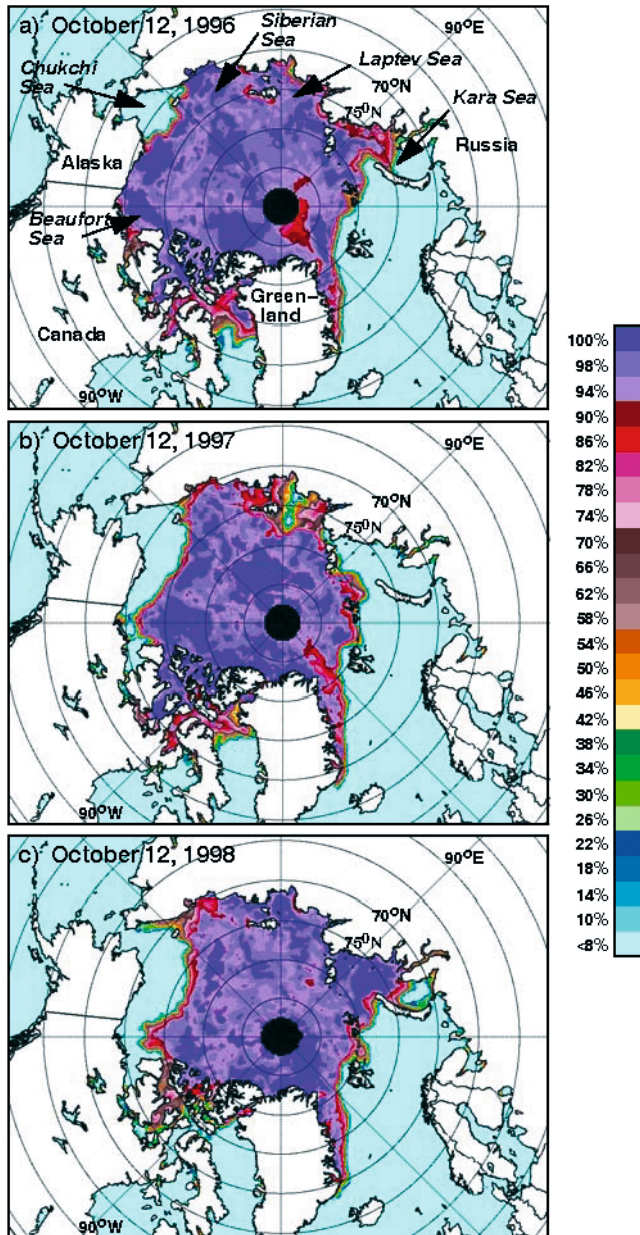 a) October 12, 1996
Siberian
Sea
90°E
Chukchi
Sea
Laptev Sea
70°N
75⁰N
Kara Sea
Alaska
Russia
Beaufort
Sea
Green-
land
Canada
90°W
b) October 12, 1997
90°E
70°N
75⁰N
90°W
c) October 12, 1998
90°E
70°N
75⁰N
90°W
100%
98%
94%
90%
86%
82%
78%
74%
70%
66%
62%
58%
54%
50%
46%
42%
38%
34%
30%
26%
22%
18%
14%
10%
<8%